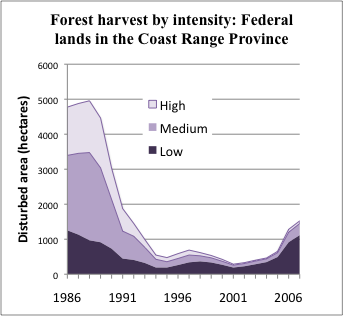 Forest harvest by intensity: Federal
lands in the Coast Range Province
Disturbed area (hectares)
6000
5000
4000
3000
2000
1000
0
High
Medium
Low
1986 1991 1996 2001 2006